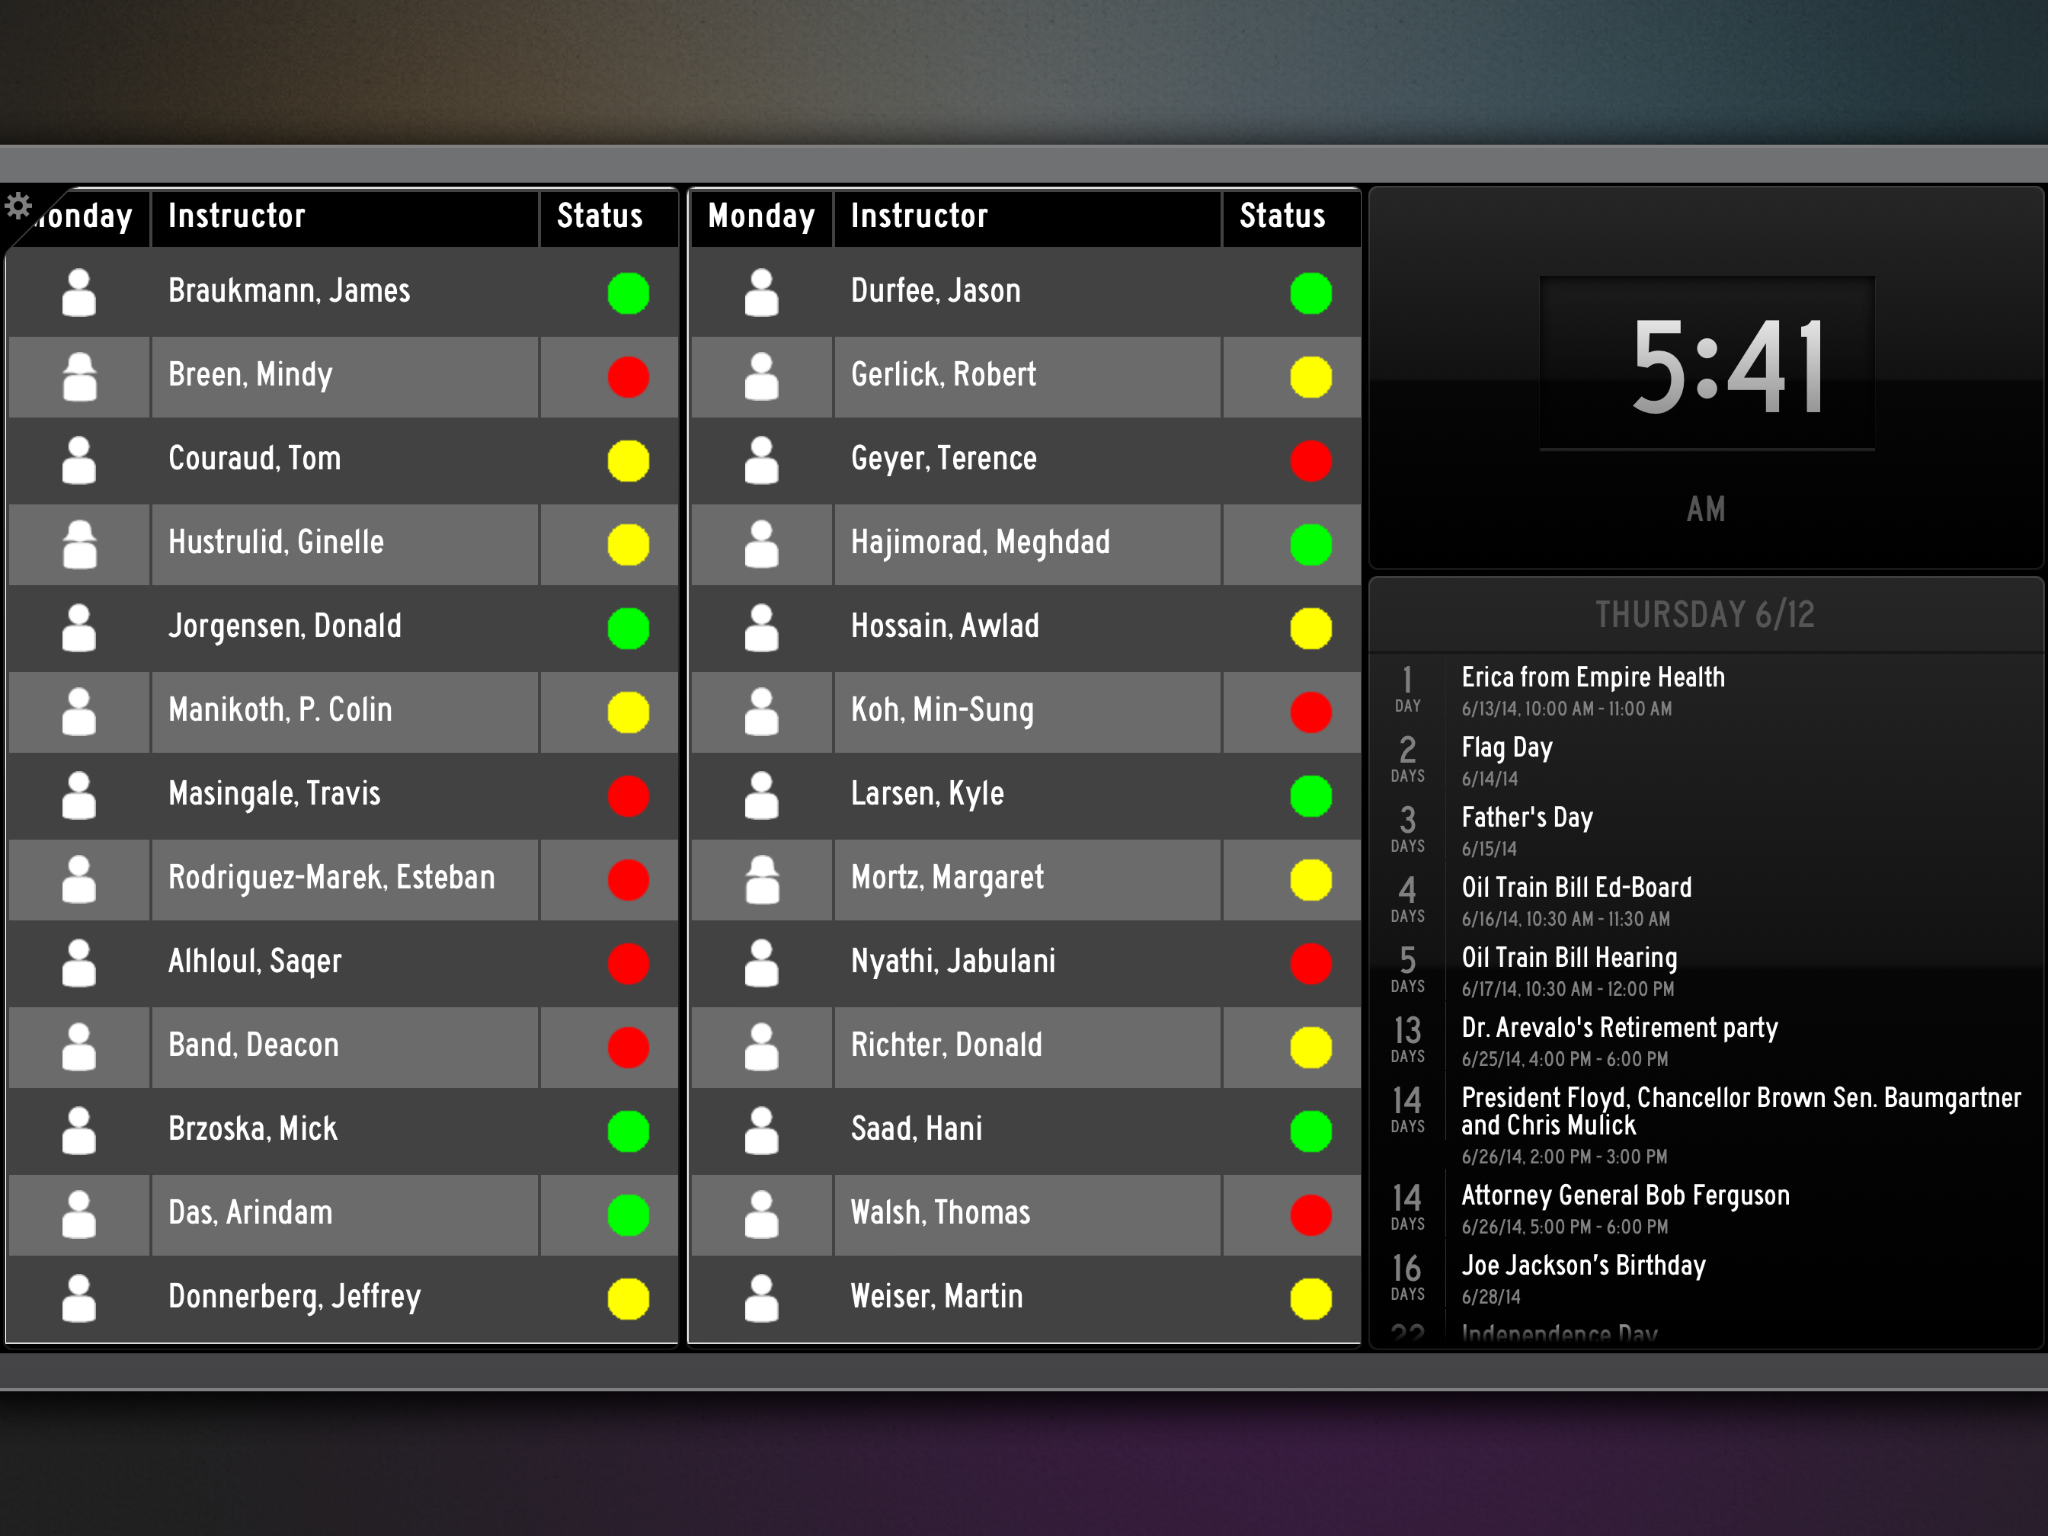 Monday Instructor Status
Braukmann, James
Breen, Mindy
Couraud, Tom
Hustrulid, Ginelle
Jorgensen, Donald
Manikoth, P. Colin
Masingale, Travis
Rodriguez-Marek, Esteban
Alhloul, Saqer
Band, Deacon
Brzoska, Mick
Das, Arindam
Donnerberg, Jeffrey
Monday Instructor Status
Durfee, Jason
Gerlick, Robert
Geyer, Terence
Hajimorad, Meghdad
Hossain, Awlad
Koh, Min-Sung
Larsen, Kyle
Mortz, Margaret
Nyathi, Jabulani
Richter, Donald
Saad, Hani
Walsh, Thomas
Weiser, Martin
5:41
AM
THURSDAY 6/12
1 DAY
Erica from Empire Health
6/13/14, 10:00 AM - 11:00 AM
2 DAYS
Flag Day
6/14/14
3 DAYS
Father's Day
6/15/14
4 DAYS
Oil Train Bill Ed-Board
6/16/14, 10:30 AM - 11:30 AM
5 DAYS
Oil Train Bill Hearing
6/17/14, 10:30 AM - 12:00 PM
13 DAYS
Dr. Arevalo's Retirement party
6/25/14, 4:00 PM - 6:00 PM
14 DAYS
President Floyd, Chancellor Brown Sen. Baumgartner
and Chris Mulick
6/26/14, 2:00 PM - 3:00 PM
14 DAYS
Attorney General Bob Ferguson
6/26/14, 5:00 PM - 6:00 PM
16 DAYS
Joe Jackson's Birthday
6/28/14
22
Independence Day